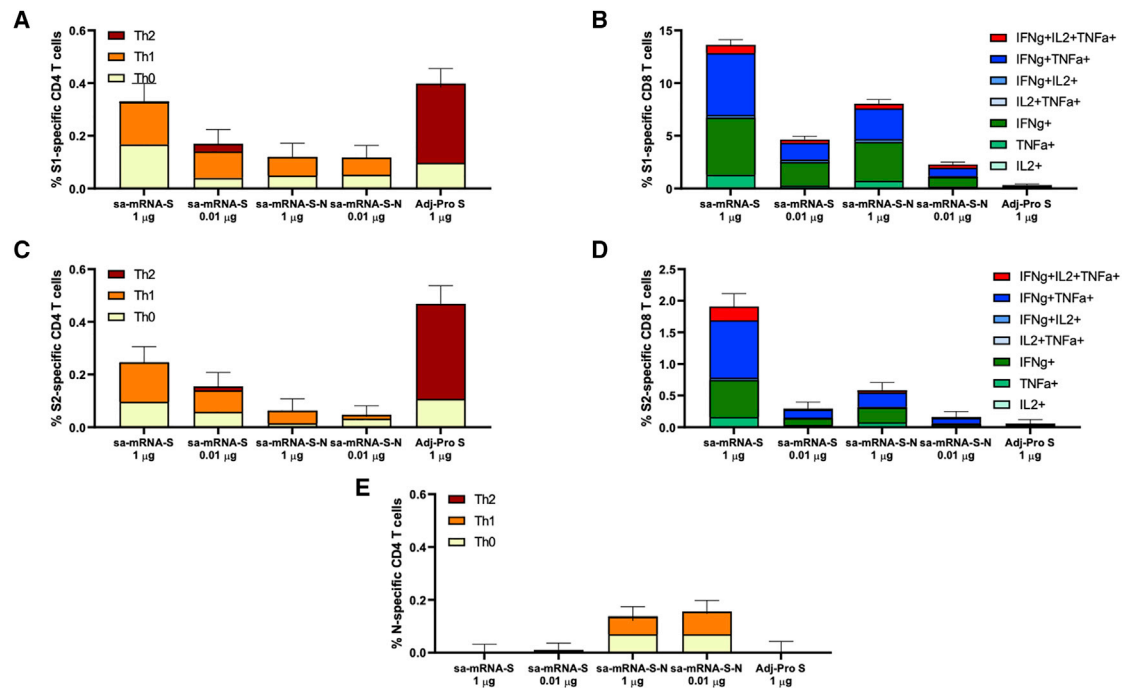 A
% S1-specific CD4 T cells
0.6
0.4
0.2
0.0
Th2
Th1
Th0
sa-mRNA-S
1 µg
sa-mRNA-S
0.01 µg
sa-mRNA-S-N
1 µg
sa-mRNA-S-N
0.01 µg
Adj-Pro S
1 µg
B
% S1-specific CD8 T cells
15
10
5
0
IFNg+IL2+TNFa+
IFNg+TNFa+
IFNg+IL2+
IL2+TNFa+
IFNg+
TNFa+
IL2+
sa-mRNA-S
1 µg
sa-mRNA-S
0.01 µg
sa-mRNA-S-N
1 µg
sa-mRNA-S-N
0.01 µg
Adj-Pro S
1 µg
C
% S2-specific CD4 T cells
0.6
0.4
0.2
0.0
Th2
Th1
Th0
sa-mRNA-S
1 µg
sa-mRNA-S
0.01 µg
sa-mRNA-S-N
1 µg
sa-mRNA-S-N
0.01 µg
Adj-Pro S
1 µg
D
% S2-specific CD8 T cells
2.5
2.0
1.5
1.0
0.5
0.0
IFNg+IL2+TNFa+
IFNg+TNFa+
IFNg+IL2+
IL2+TNFa+
IFNg+
TNFa+
IL2+
sa-mRNA-S
1 µg
sa-mRNA-S
0.01 µg
sa-mRNA-S-N
1 µg
sa-mRNA-S-N
0.01 µg
Adj-Pro S
1 µg
E
% N-specific CD4 T cells
0.6
0.4
0.2
0.0
Th2
Th1
Th0
sa-mRNA-S
1 µg
sa-mRNA-S
0.01 µg
sa-mRNA-S-N
1 µg
sa-mRNA-S-N
0.01 µg
Adj-Pro S
1 µg